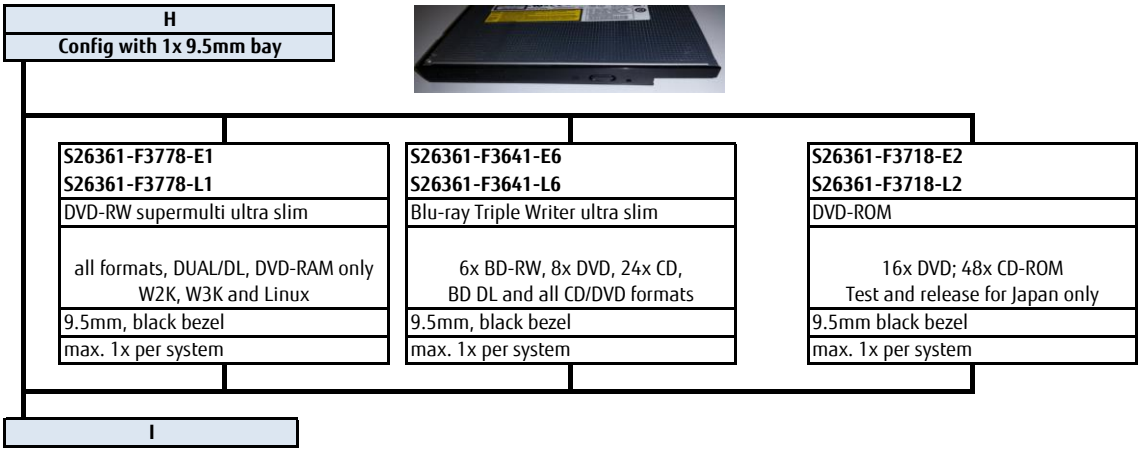 H
Config with 1x 9.5mm bay
S26361-F3778-E1
S26361-F3778-L1
DVD-RW supermulti ultra slim
all formats, DUAL/DL, DVD-RAM only
W2K, W3K and Linux
9.5mm, black bezel
max. 1x per system
S26361-F3641-E6
S26361-F3641-L6
Blu-ray Triple Writer ultra slim
6x BD-RW, 8x DVD, 24x CD,
BD DL and all CD/DVD formats
9.5mm, black bezel
max. 1x per system
S26361-F3718-E2
S26361-F3718-L2
DVD-ROM
16x DVD; 48x CD-ROM
Test and release for Japan only
9.5mm black bezel
max. 1x per system
I